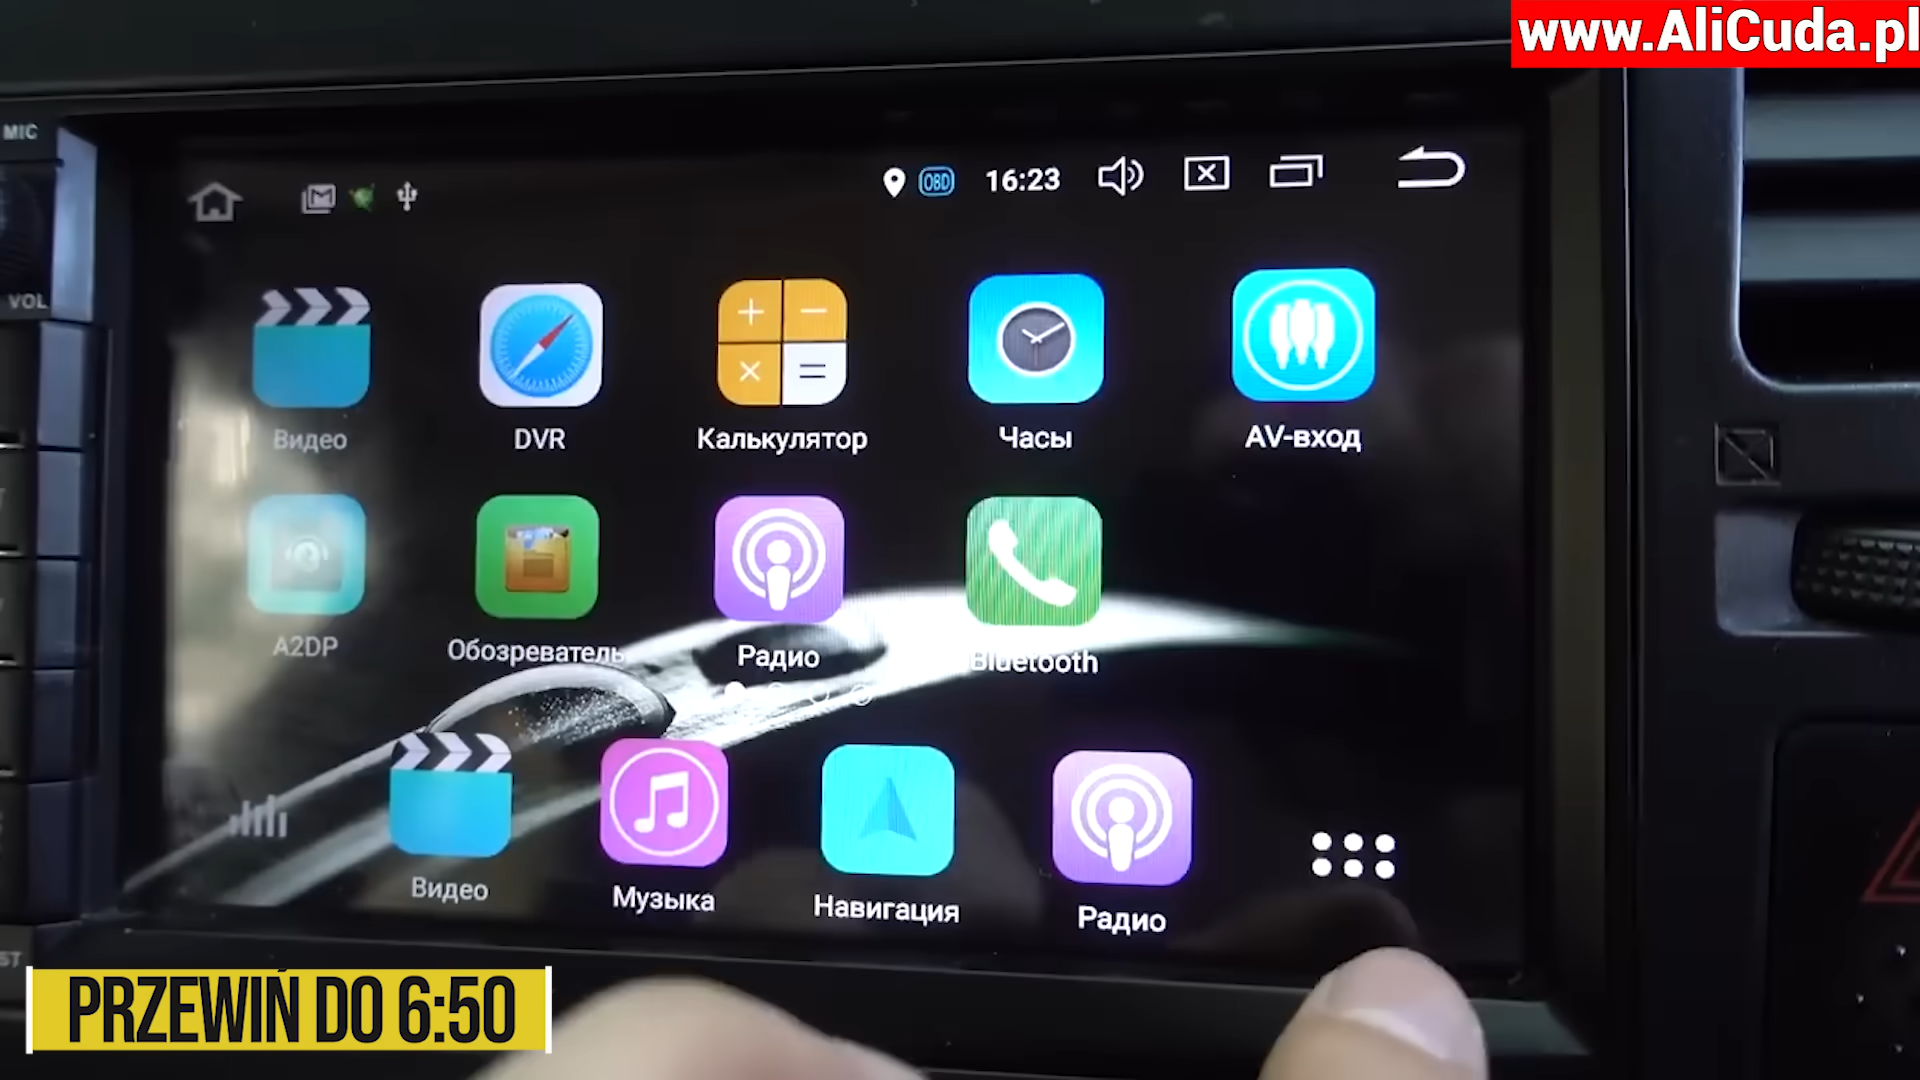 www.AliCuda.pl
MIC
OBD 16:23
VOL
Видео DVR Калькулятор Часы AV-вход
A2DP Обозреватель Радио Bluetooth
Видео Музыка Навигация Радио
PRZEWIŃ DO 6:50